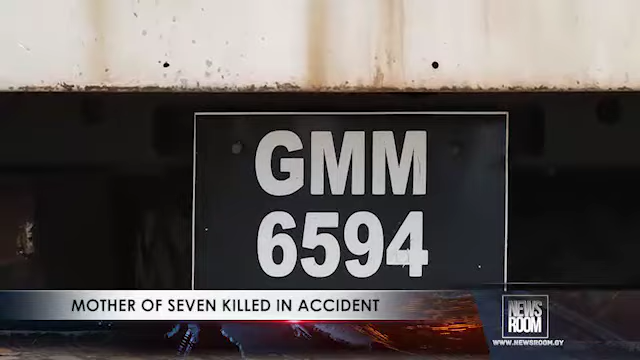 GMM
6594
MOTHER OF SEVEN KILLED IN ACCIDENT
NEWS
ROOM
WWW.NEWSROOM.GY